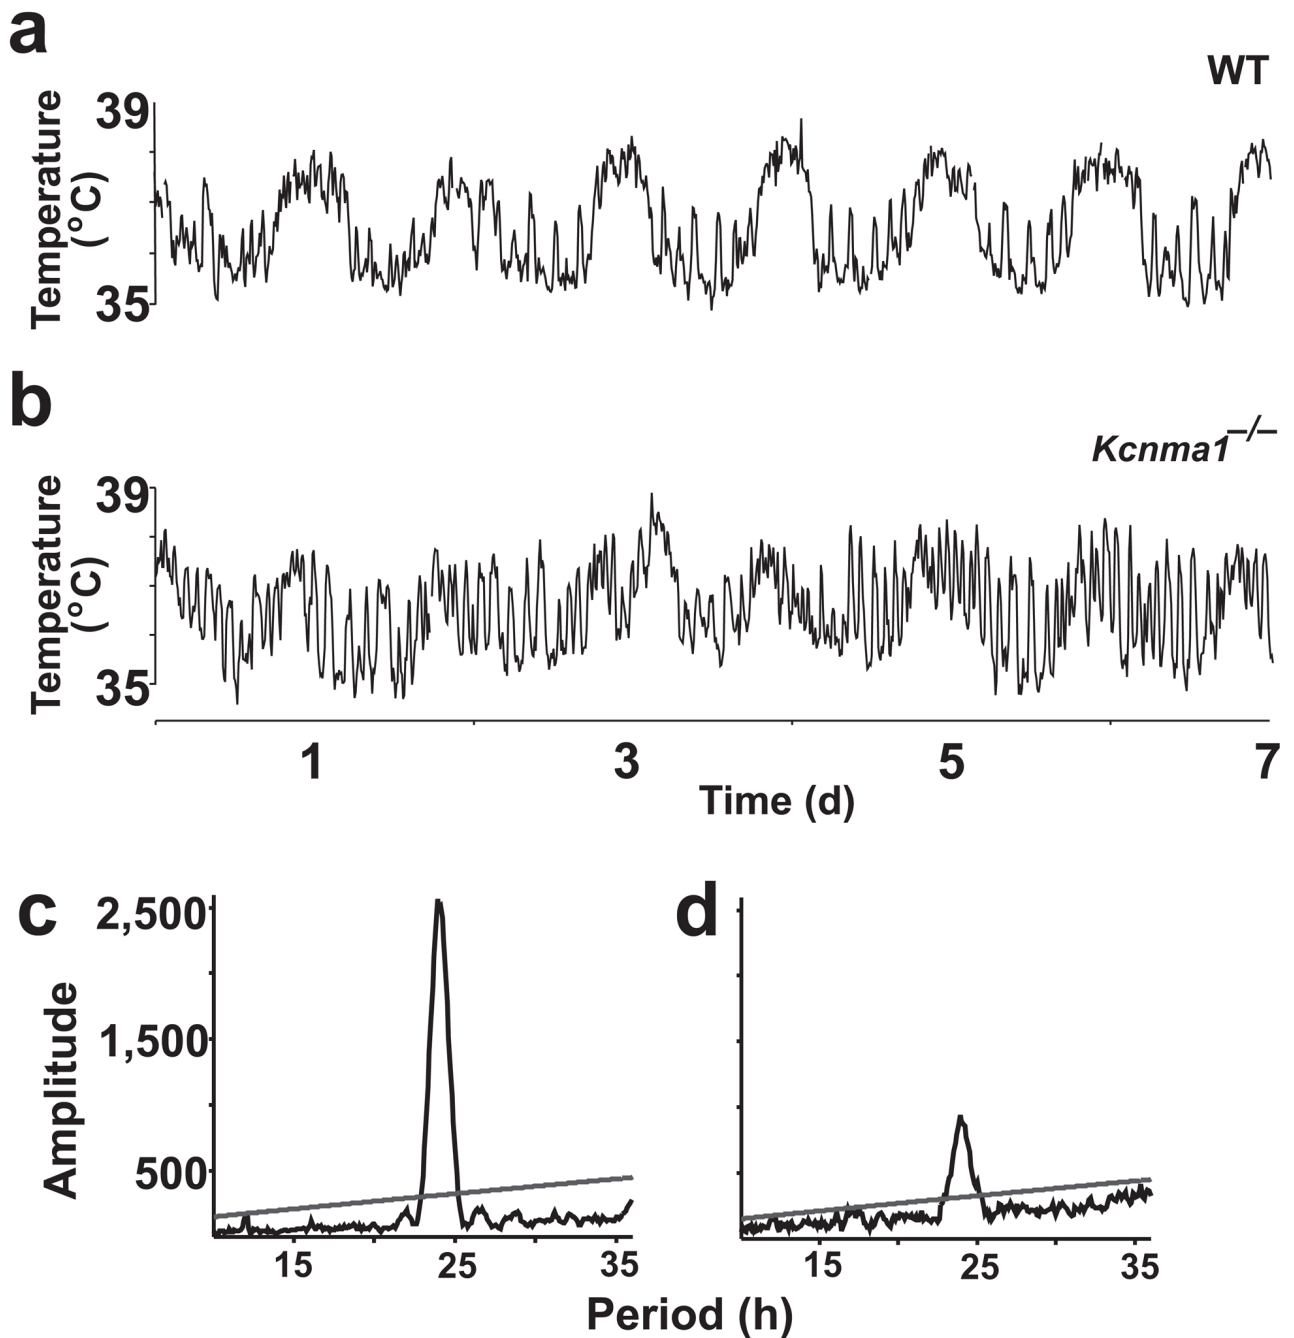 a
WT
39
Temperature
(°C)
35
b
Kcnma1–/–
39
Temperature
(°C)
35
1 3 5 7
Time (d)
c
d
2,500
1,500
500
Amplitude
15 25 35
15 25 35
Period (h)